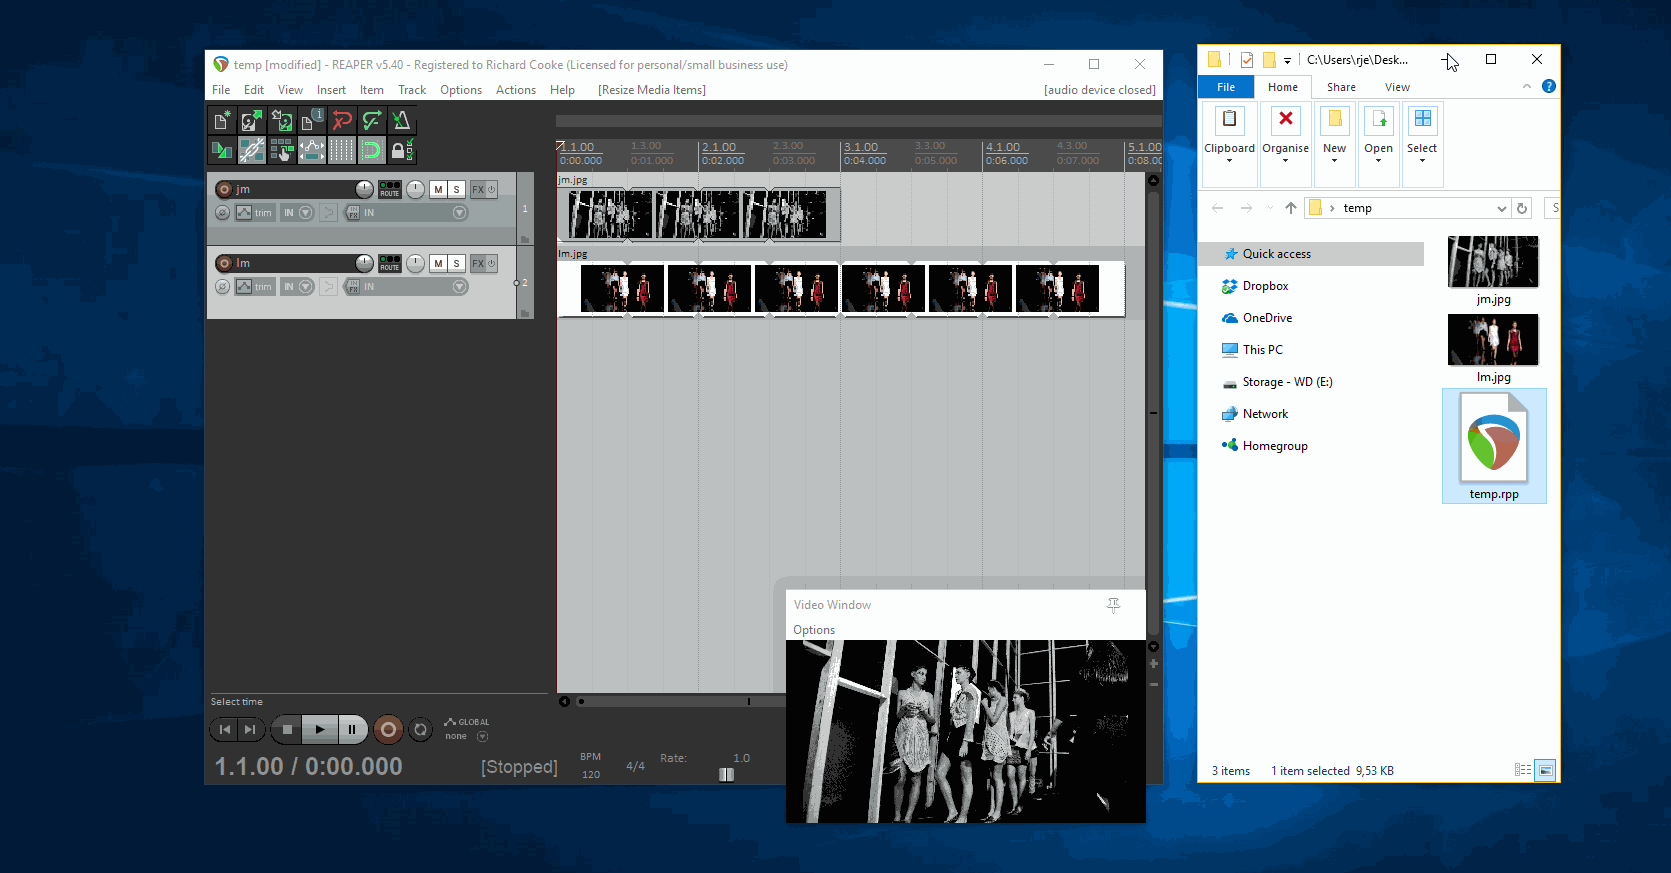 temp [modified] - REAPER v5.40 - Registered to Richard Cooke (Licensed for personal/small business use)
File Edit View Insert Item Track Options Actions Help [Resize Media Items] [audio device closed]
1.1.00 1.3.00 2.1.00 2.3.00 3.1.00 3.3.00 4.1.00 4.3.00 5.1.00
0:00.000 0:01.000 0:02.000 0:03.000 0:04.000 0:05.000 0:06.000 0:07.000 0:08.0
jm.jpg
jm ROUTE M S FX
1
trim IN IN FX IN
lm.jpg
lm ROUTE M S FX
2
trim IN IN FX IN
Video Window
Options
Select time
GLOBAL
none
1.1.00 / 0:00.000 [Stopped] BPM 120 4/4 Rate: 1.0
C:\Users\rje\Desk...
File Home Share View
Clipboard Organise New Open Select
temp S
Quick access
Dropbox
OneDrive
This PC
Storage - WD (E:)
Network
Homegroup
jm.jpg
lm.jpg
temp.rpp
3 items 1 item selected 9,53 KB